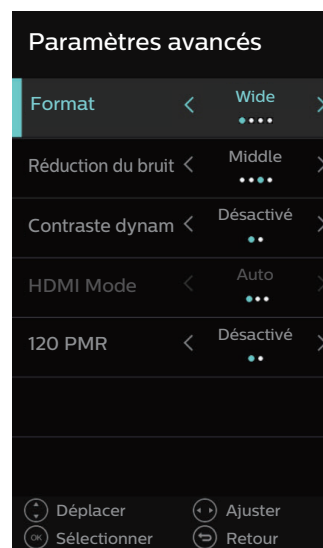 Paramètres avancés
Format Wide
Réduction du bruit Middle
Contraste dynam Désactivé
HDMI Mode Auto
120 PMR Désactivé
Déplacer Ajuster
OK Sélectionner Retour